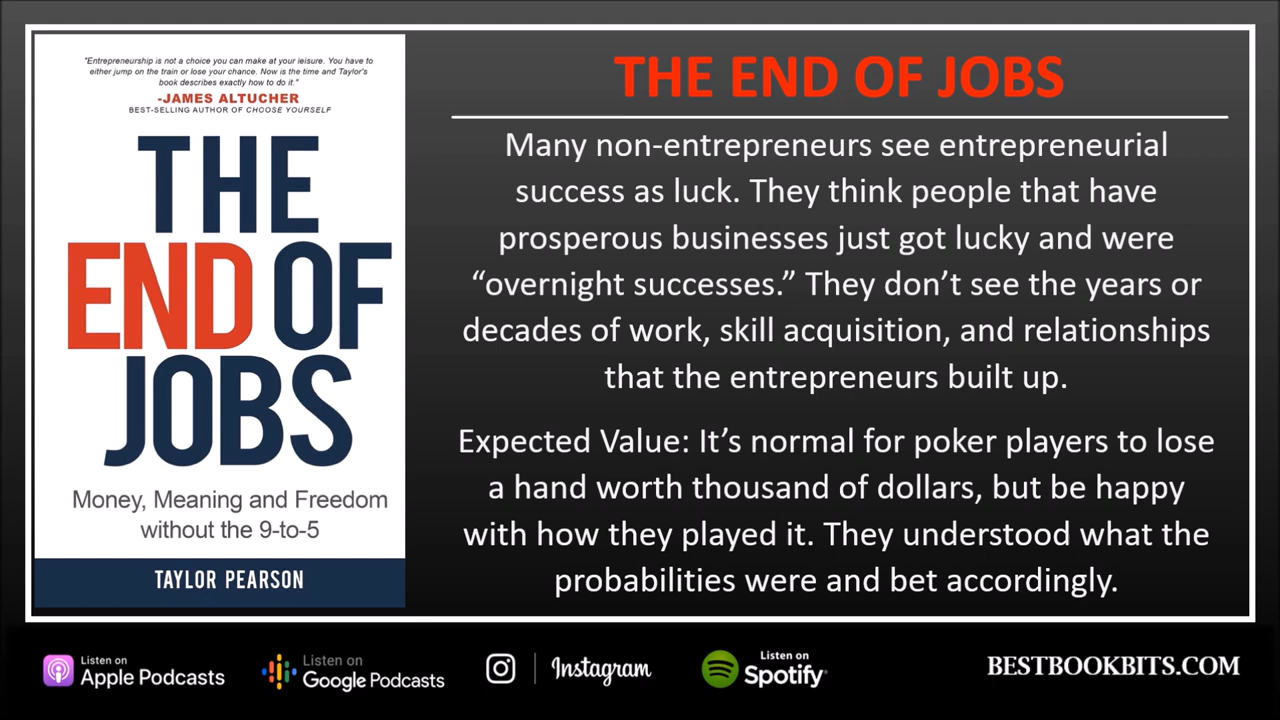 "Entrepreneurship is not a choice you can make at your leisure. You have to
either jump on the train or lose your chance. Now is the time and Taylor's
book describes exactly how to do it."
-JAMES ALTUCHER
BEST-SELLING AUTHOR OF CHOOSE YOURSELF
THE
END OF
JOBS
Money, Meaning and Freedom
without the 9-to-5
TAYLOR PEARSON
THE END OF JOBS
Many non-entrepreneurs see entrepreneurial
success as luck. They think people that have
prosperous businesses just got lucky and were
“overnight successes.” They don’t see the years or
decades of work, skill acquisition, and relationships
that the entrepreneurs built up.
Expected Value: It’s normal for poker players to lose
a hand worth thousand of dollars, but be happy
with how they played it. They understood what the
probabilities were and bet accordingly.
Listen on
Apple Podcasts
Listen on
Google Podcasts
Instagram
Listen on
Spotify
BESTBOOKBITS.COM